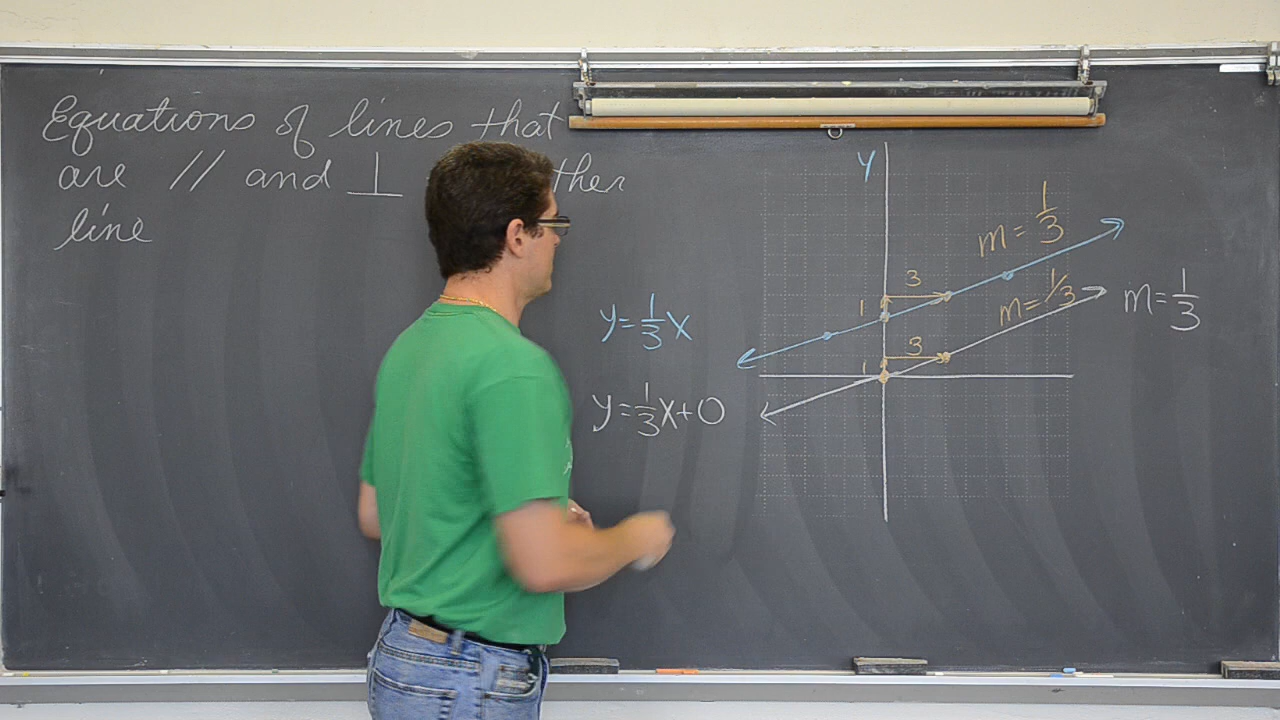 Equations of lines that
are // and ⊥ ther
line
y
m = 1/3
3
1
m = 1/3
m = 1/3
3
1
y = 1/3 x
y = 1/3 x + 0